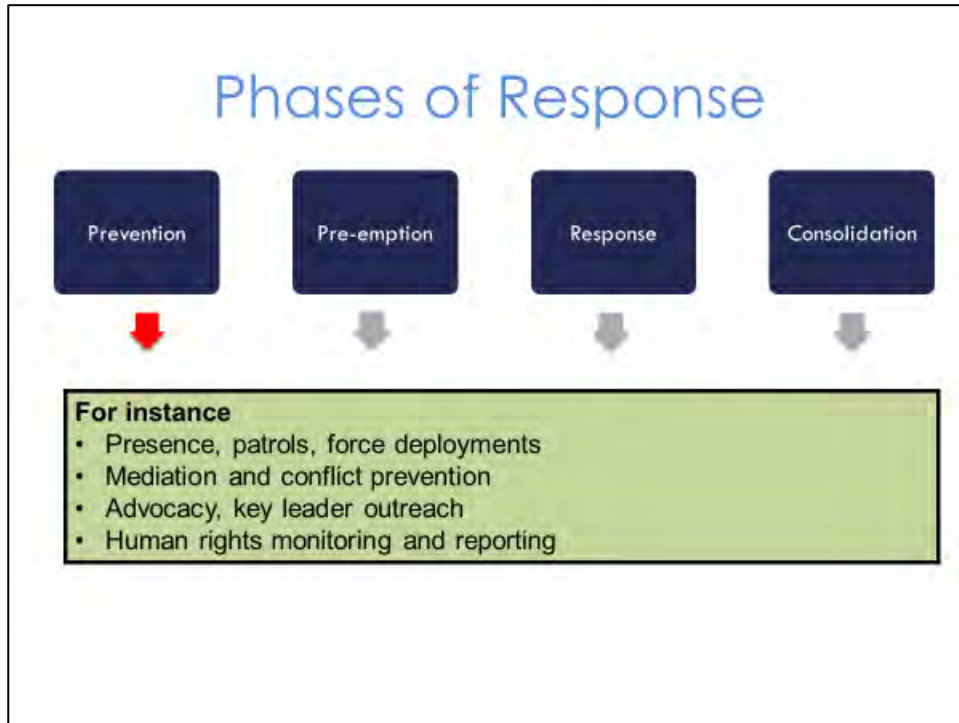 Phases of Response
Prevention
Pre-emption
Response
Consolidation
For instance
• Presence, patrols, force deployments
• Mediation and conflict prevention
• Advocacy, key leader outreach
• Human rights monitoring and reporting